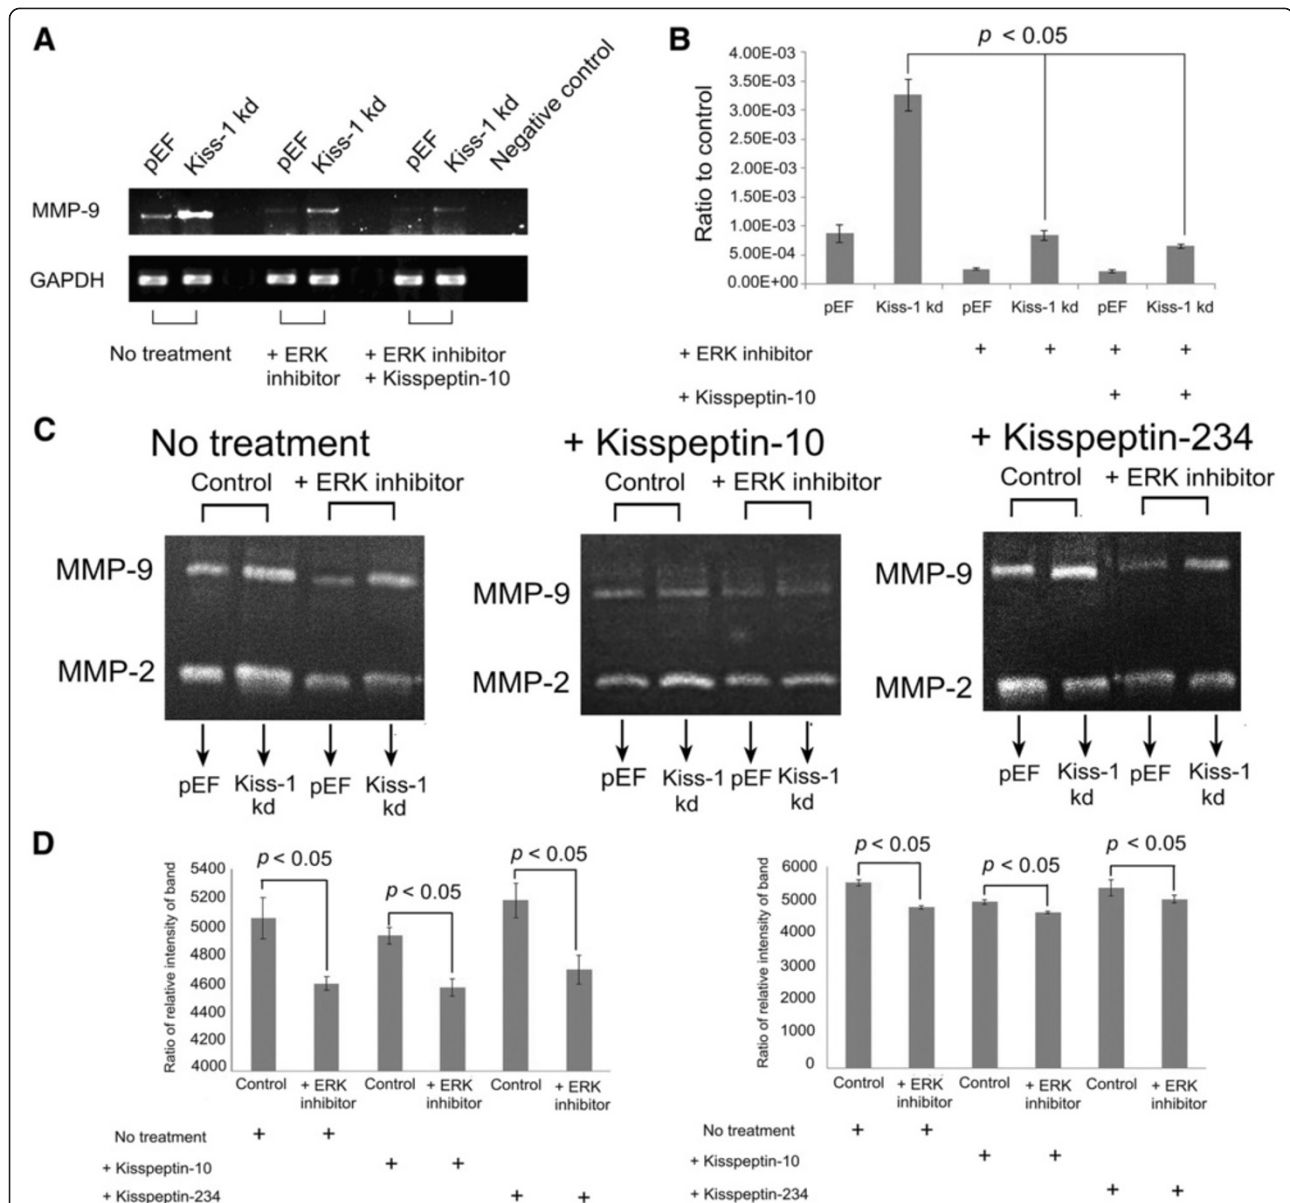 A
pEF
Kiss-1 kd
pEF
Kiss-1 kd
pEF
Kiss-1 kd
Negative control
MMP-9
GAPDH
No treatment
+ ERK
inhibitor
+ ERK inhibitor
+ Kisspeptin-10
B
p < 0.05
Ratio to control
4.00E-03
3.50E-03
3.00E-03
2.50E-03
2.00E-03
1.50E-03
1.00E-03
5.00E-04
0.00E+00
pEF Kiss-1 kd pEF Kiss-1 kd pEF Kiss-1 kd
+ ERK inhibitor + + + +
+ Kisspeptin-10 + +
C
No treatment
Control + ERK inhibitor
MMP-9
MMP-2
pEF Kiss-1 kd pEF Kiss-1 kd
+ Kisspeptin-10
Control + ERK inhibitor
MMP-9
MMP-2
pEF Kiss-1 kd pEF Kiss-1 kd
+ Kisspeptin-234
Control + ERK inhibitor
MMP-9
MMP-2
pEF Kiss-1 kd pEF Kiss-1 kd
D
p < 0.05
p < 0.05
p < 0.05
Ratio of relative intensity of band
5400
5200
5000
4800
4600
4400
4200
4000
Control + ERK inhibitor Control + ERK inhibitor Control + ERK inhibitor
No treatment + +
+ Kisspeptin-10 + +
+ Kisspeptin-234 + +
p < 0.05
p < 0.05
p < 0.05
Ratio of relative intensity of band
6000
5000
4000
3000
2000
1000
0
Control + ERK inhibitor Control + ERK inhibitor Control + ERK inhibitor
No treatment + +
+ Kisspeptin-10 + +
+ Kisspeptin-234 + +